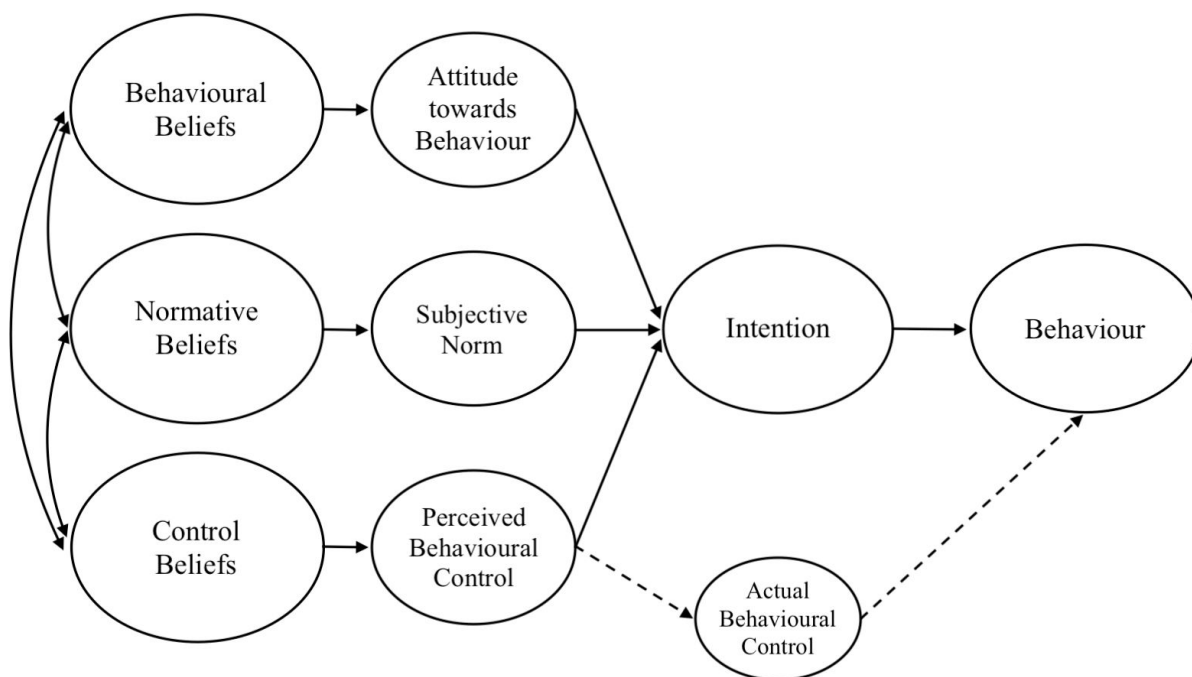 Behavioural
Beliefs
Attitude
towards
Behaviour
Normative
Beliefs
Subjective
Norm
Intention
Behaviour
Control
Beliefs
Perceived
Behavioural
Control
Actual
Behavioural
Control